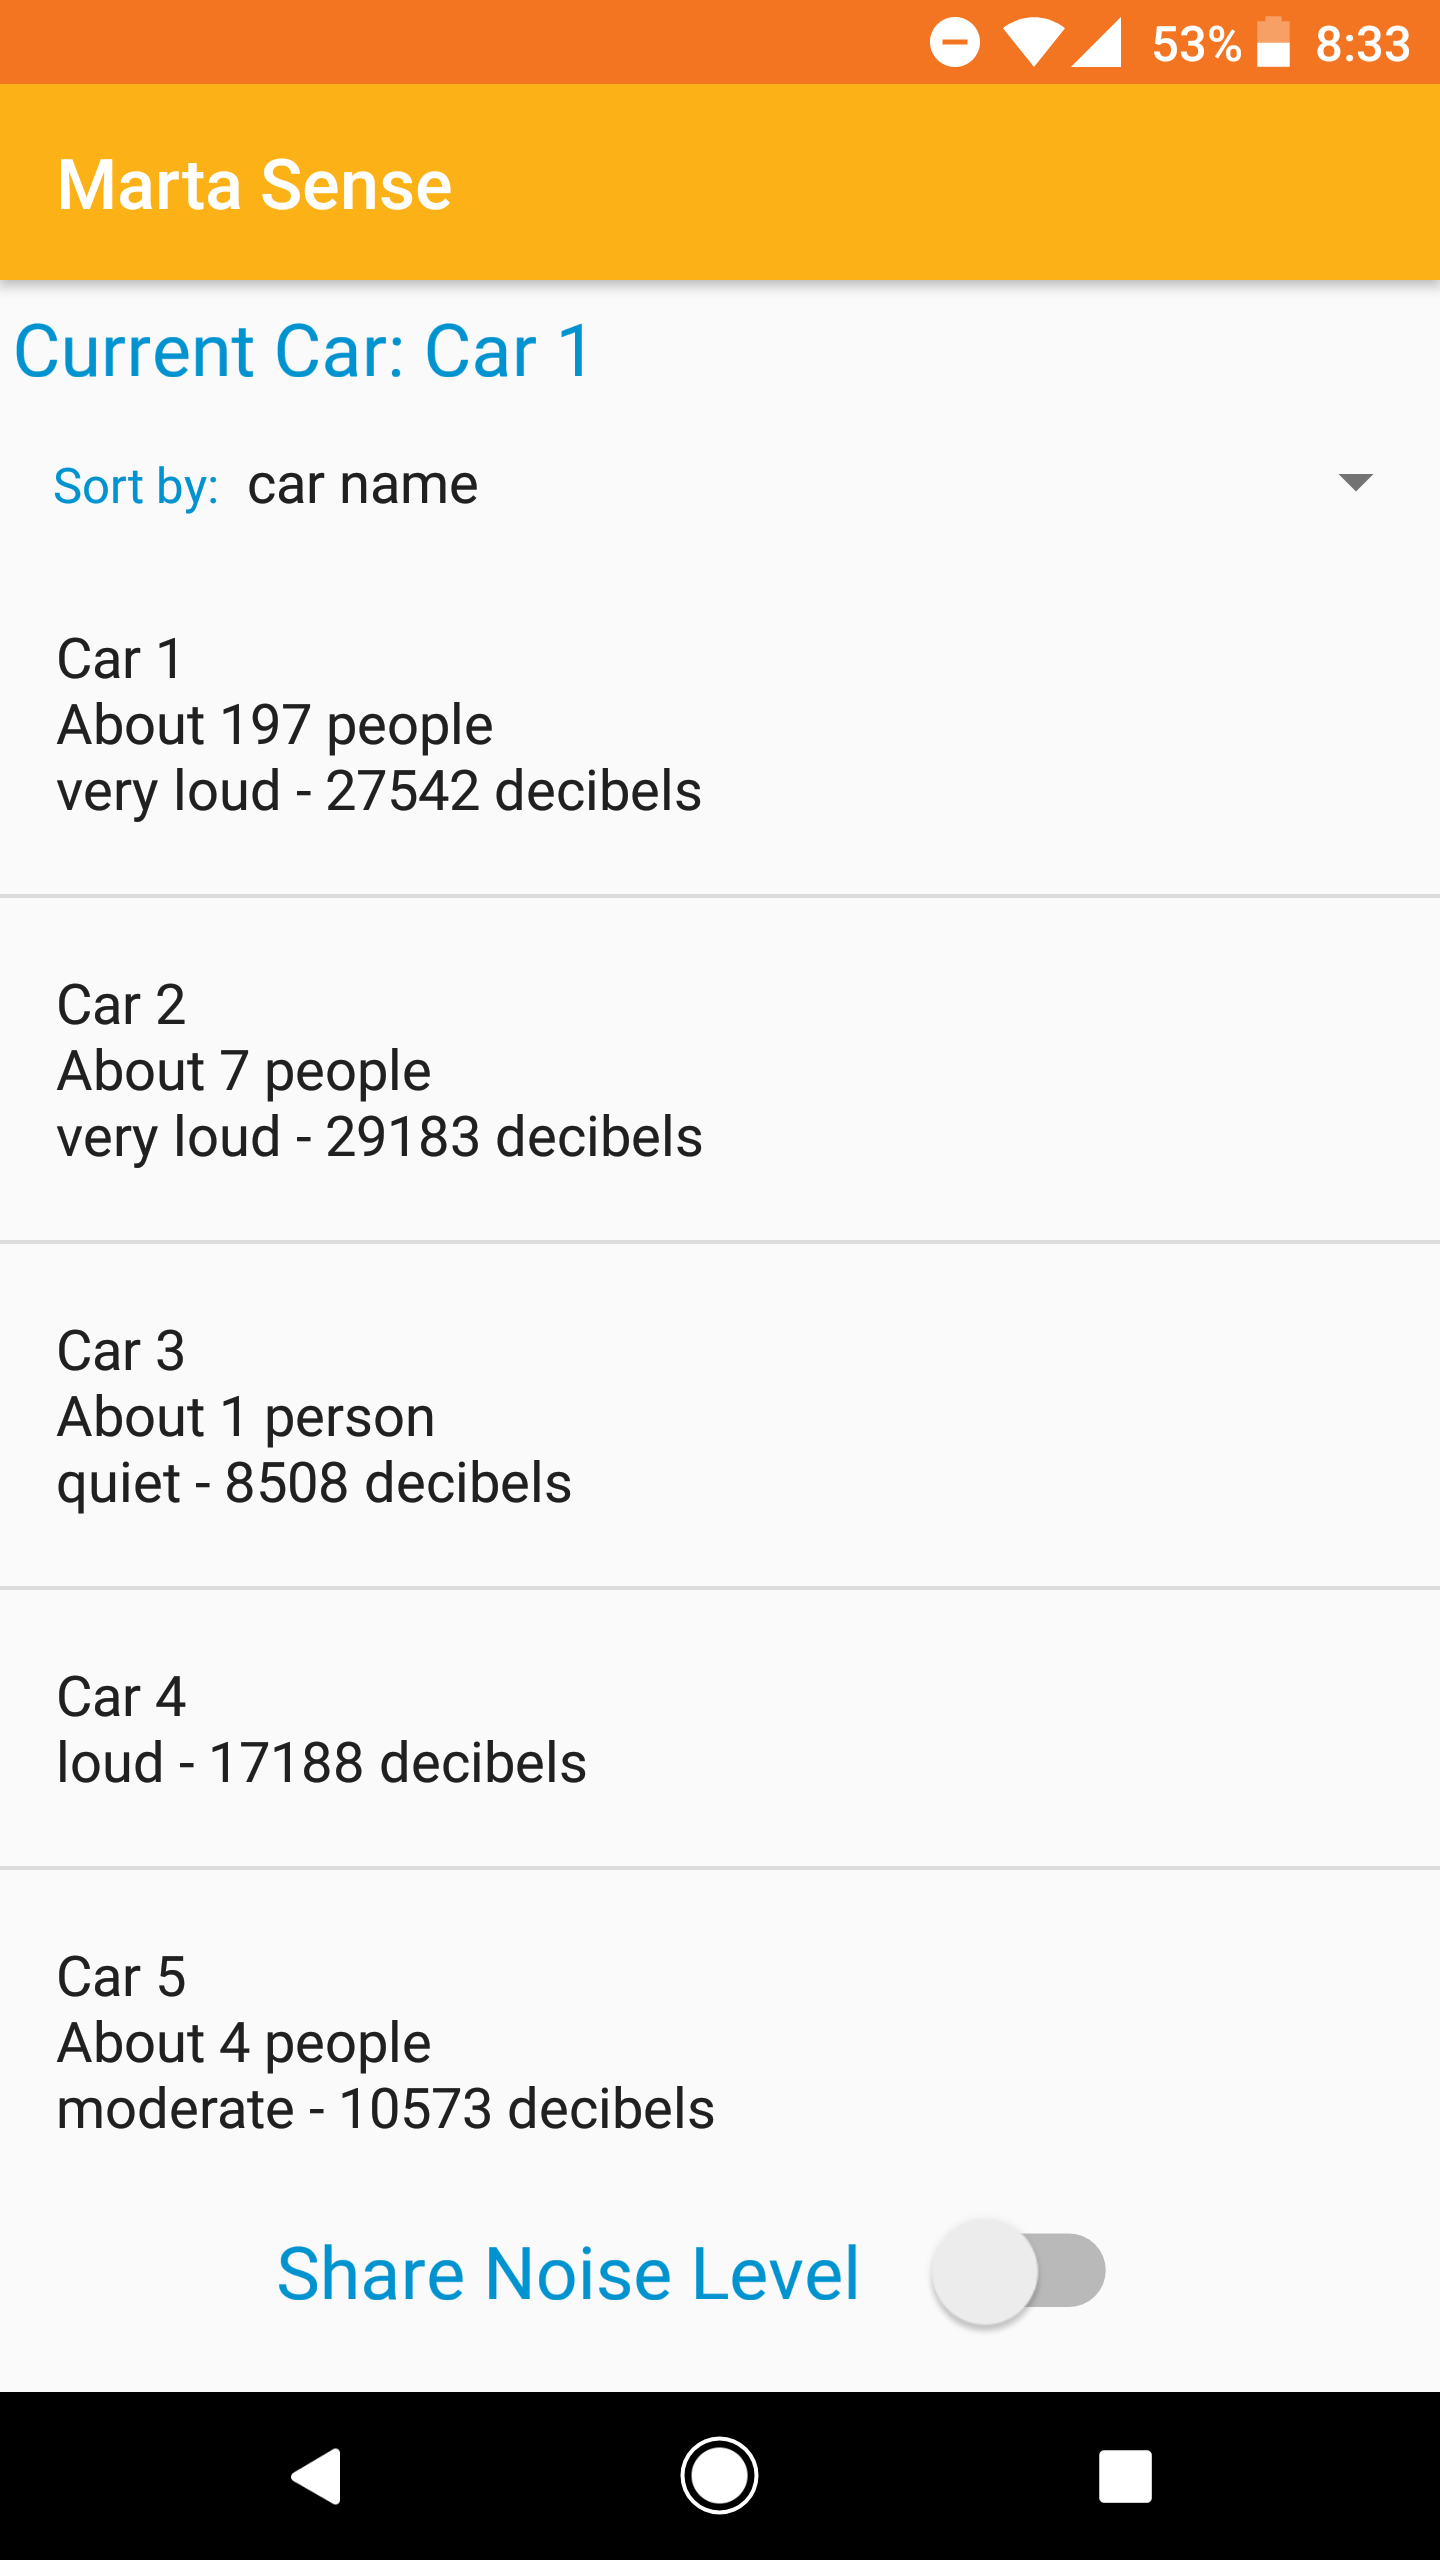 53% 8:33
Marta Sense
Current Car: Car 1
Sort by: car name
Car 1
About 197 people
very loud - 27542 decibels
Car 2
About 7 people
very loud - 29183 decibels
Car 3
About 1 person
quiet - 8508 decibels
Car 4
loud - 17188 decibels
Car 5
About 4 people
moderate - 10573 decibels
Share Noise Level